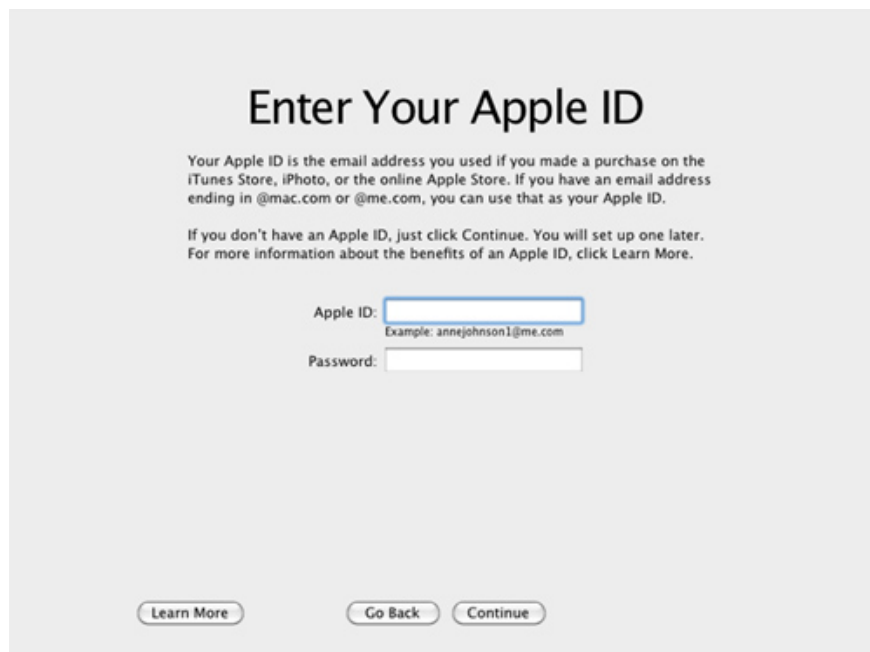 Enter Your Apple ID
Your Apple ID is the email address you used if you made a purchase on the
iTunes Store, iPhoto, or the online Apple Store. If you have an email address
ending in @mac.com or @me.com, you can use that as your Apple ID.
If you don't have an Apple ID, just click Continue. You will set up one later.
For more information about the benefits of an Apple ID, click Learn More.
Apple ID:
Example: annejohnson1@me.com
Password:
Learn More Go Back Continue